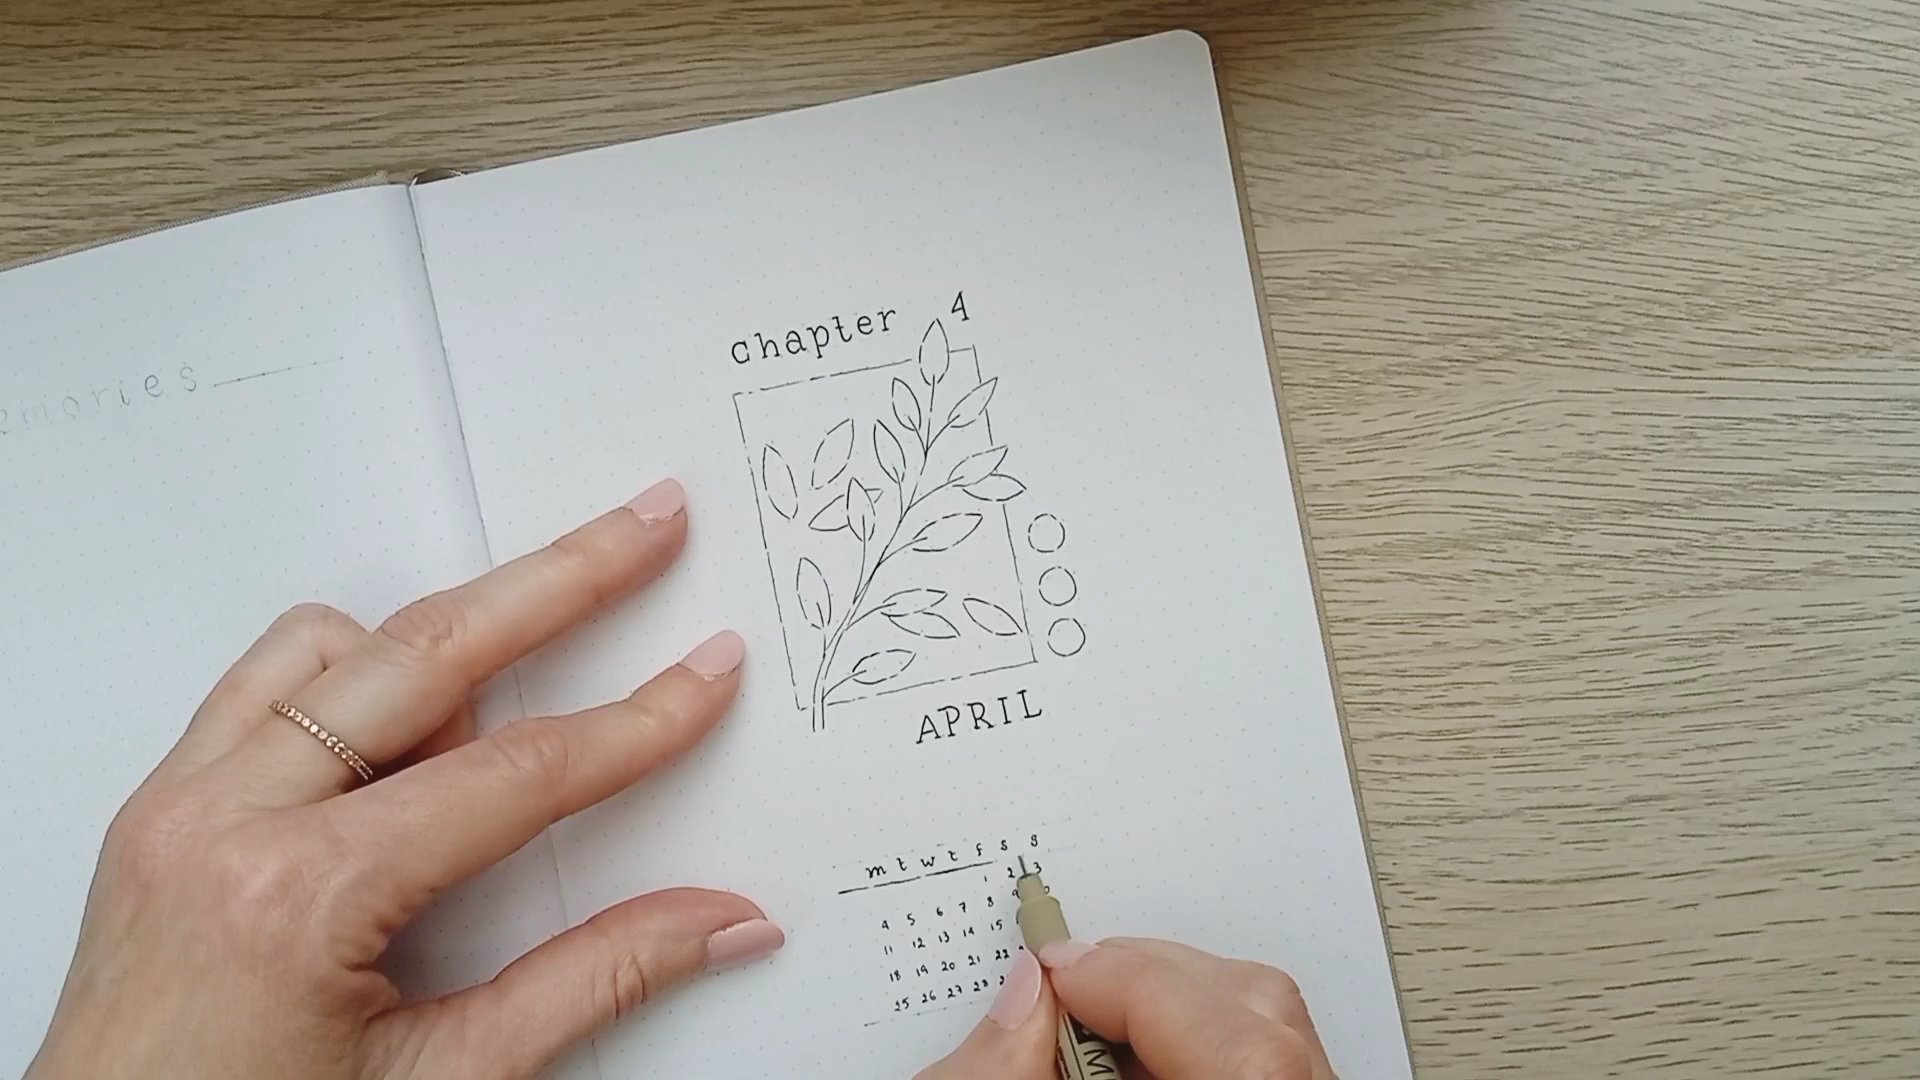 emories
chapter 4
APRIL
m t w t f s s
1 2 3
4 5 6 7 8 9
11 12 13 14 15
18 19 20 21 22
25 26 27 28